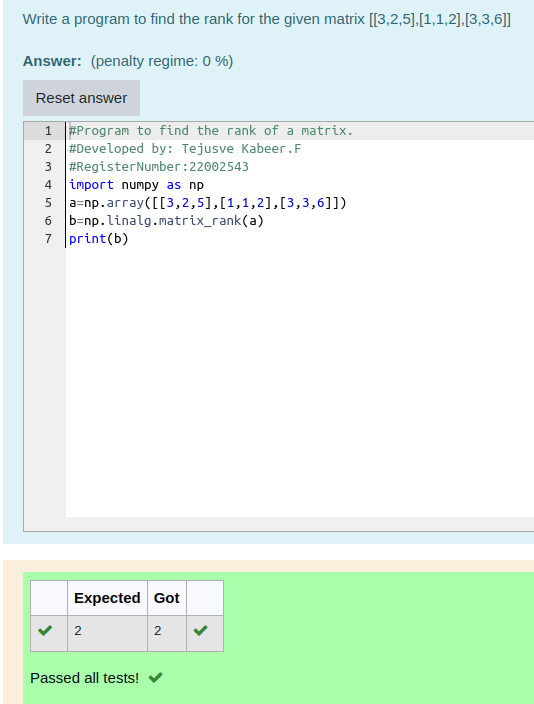 Write a program to find the rank for the given matrix [[3,2,5],[1,1,2],[3,3,6]]
Answer: (penalty regime: 0 %)
Reset answer
1 #Program to find the rank of a matrix.
2 #Developed by: Tejusve Kabeer.F
3 #RegisterNumber:22002543
4 import numpy as np
5 a=np.array([[3,2,5],[1,1,2],[3,3,6]])
6 b=np.linalg.matrix_rank(a)
7 print(b)
Expected Got
2 2
Passed all tests!